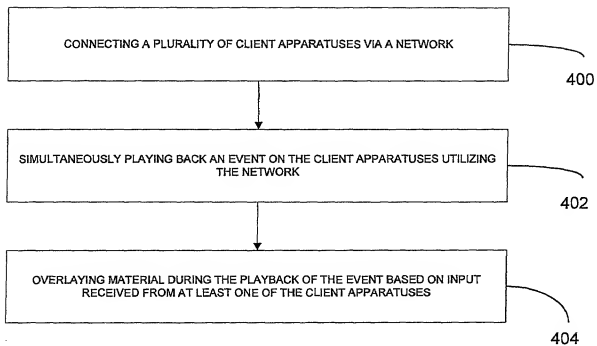 CONNECTING A PLURALITY OF CLIENT APPARATUSES VIA A NETWORK
400
SIMULTANEOUSLY PLAYING BACK AN EVENT ON THE CLIENT APPARATUSES UTILIZING
THE NETWORK
402
OVERLAYING MATERIAL DURING THE PLAYBACK OF THE EVENT BASED ON INPUT
RECEIVED FROM AT LEAST ONE OF THE CLIENT APPARATUSES
404